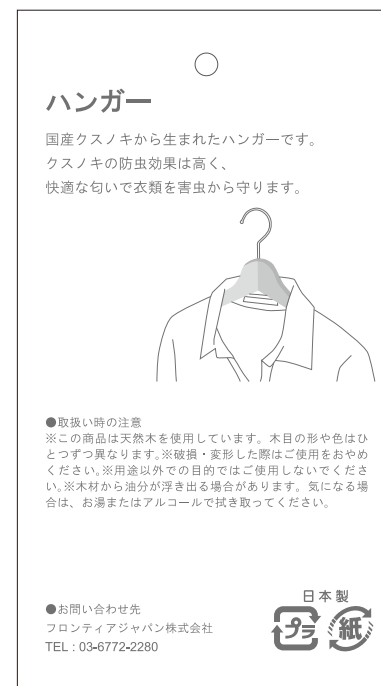 ハンガー
国産クスノキから生まれたハンガーです。
クスノキの防虫効果は高く、
快適な匂いで衣類を害虫から守ります。
●取扱い時の注意
※この商品は天然木を使用しています。木目の形や色はひ
とつずつ異なります。※破損・変形した際はご使用をおやめ
ください。※用途以外での目的ではご使用しないでくださ
い。※木材から油分が浮き出る場合があります。気になる場
合は、お湯またはアルコールで拭き取ってください。
●お問い合わせ先
フロンティアジャパン株式会社
TEL : 03-6772-2280
日本製
プラ 紙